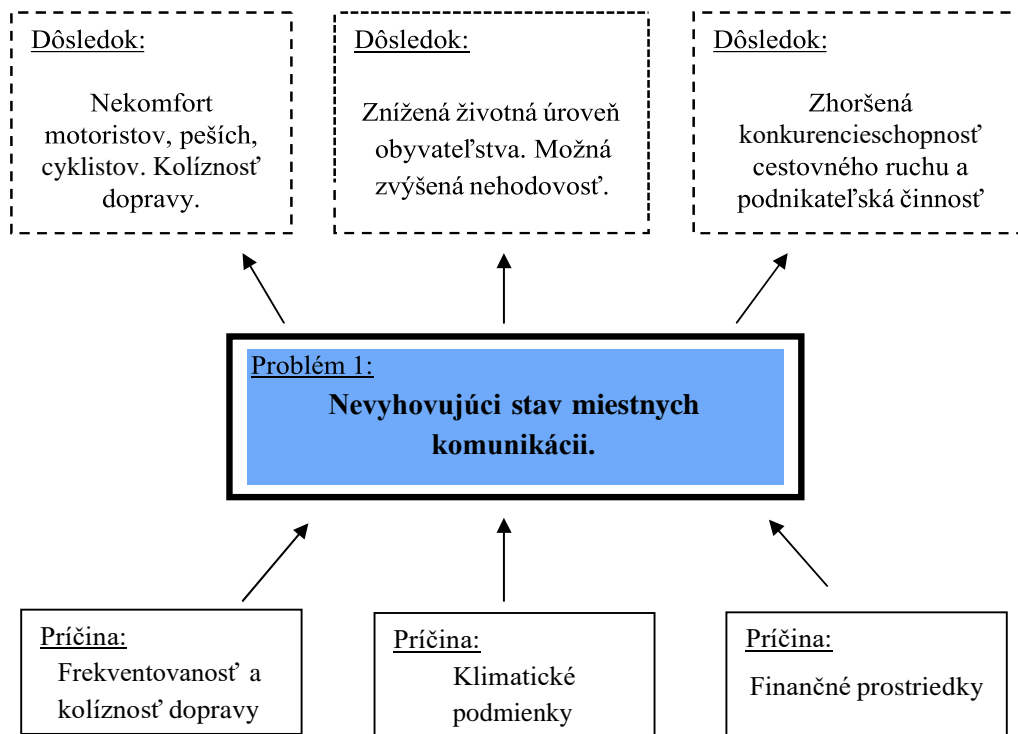 Dôsledok:
Nekomfort
motoristov, peších,
cyklistov. Kolíznosť
dopravy.
Dôsledok:
Znížená životná úroveň
obyvateľstva. Možná
zvýšená nehodovosť.
Dôsledok:
Zhoršená
konkurencieschopnosť
cestovného ruchu a
podnikateľská činnosť
Problém 1:
Nevyhovujúci stav miestnych
komunikácii.
Príčina:
Frekventovanosť a
kolíznosť dopravy
Príčina:
Klimatické
podmienky
Príčina:
Finančné prostriedky